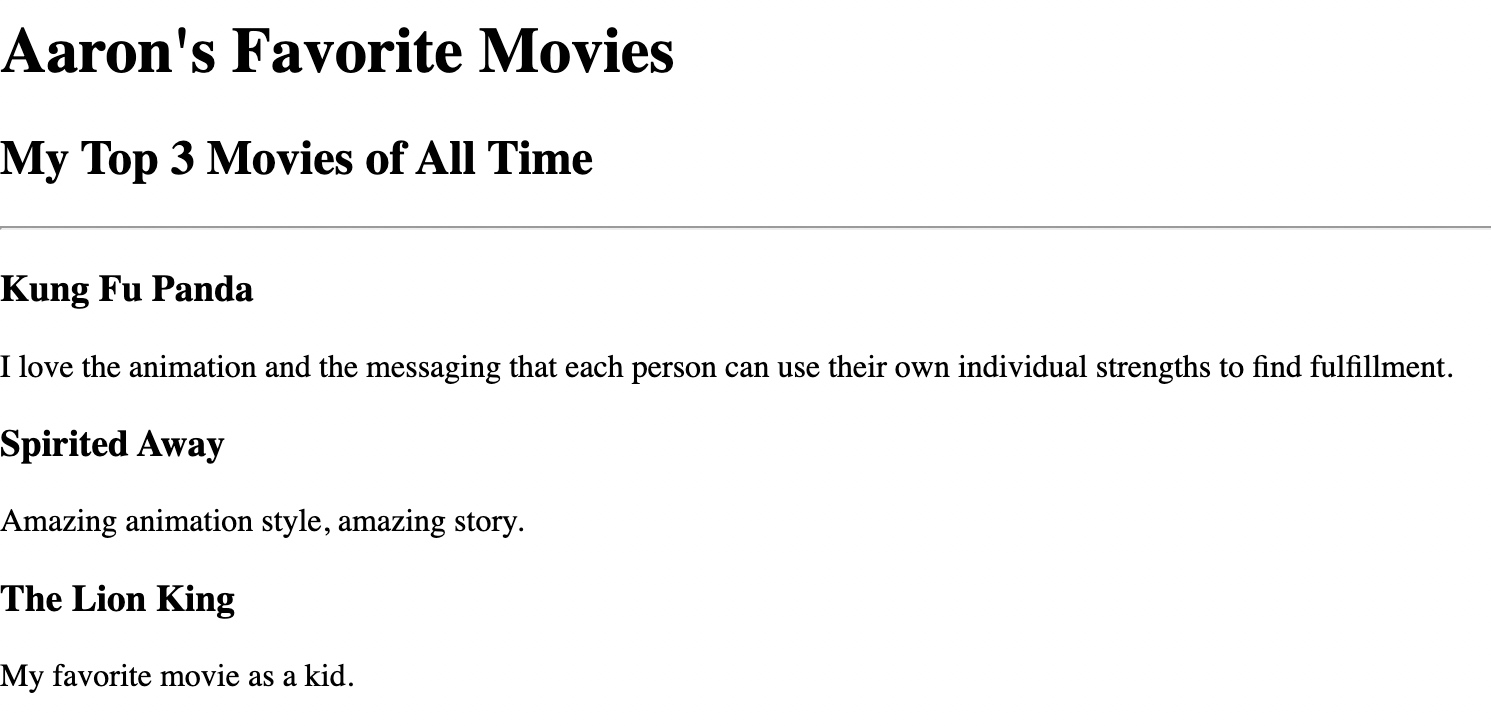 Aaron's Favorite Movies
My Top 3 Movies of All Time
Kung Fu Panda
I love the animation and the messaging that each person can use their own individual strengths to find fulfillment.
Spirited Away
Amazing animation style, amazing story.
The Lion King
My favorite movie as a kid.